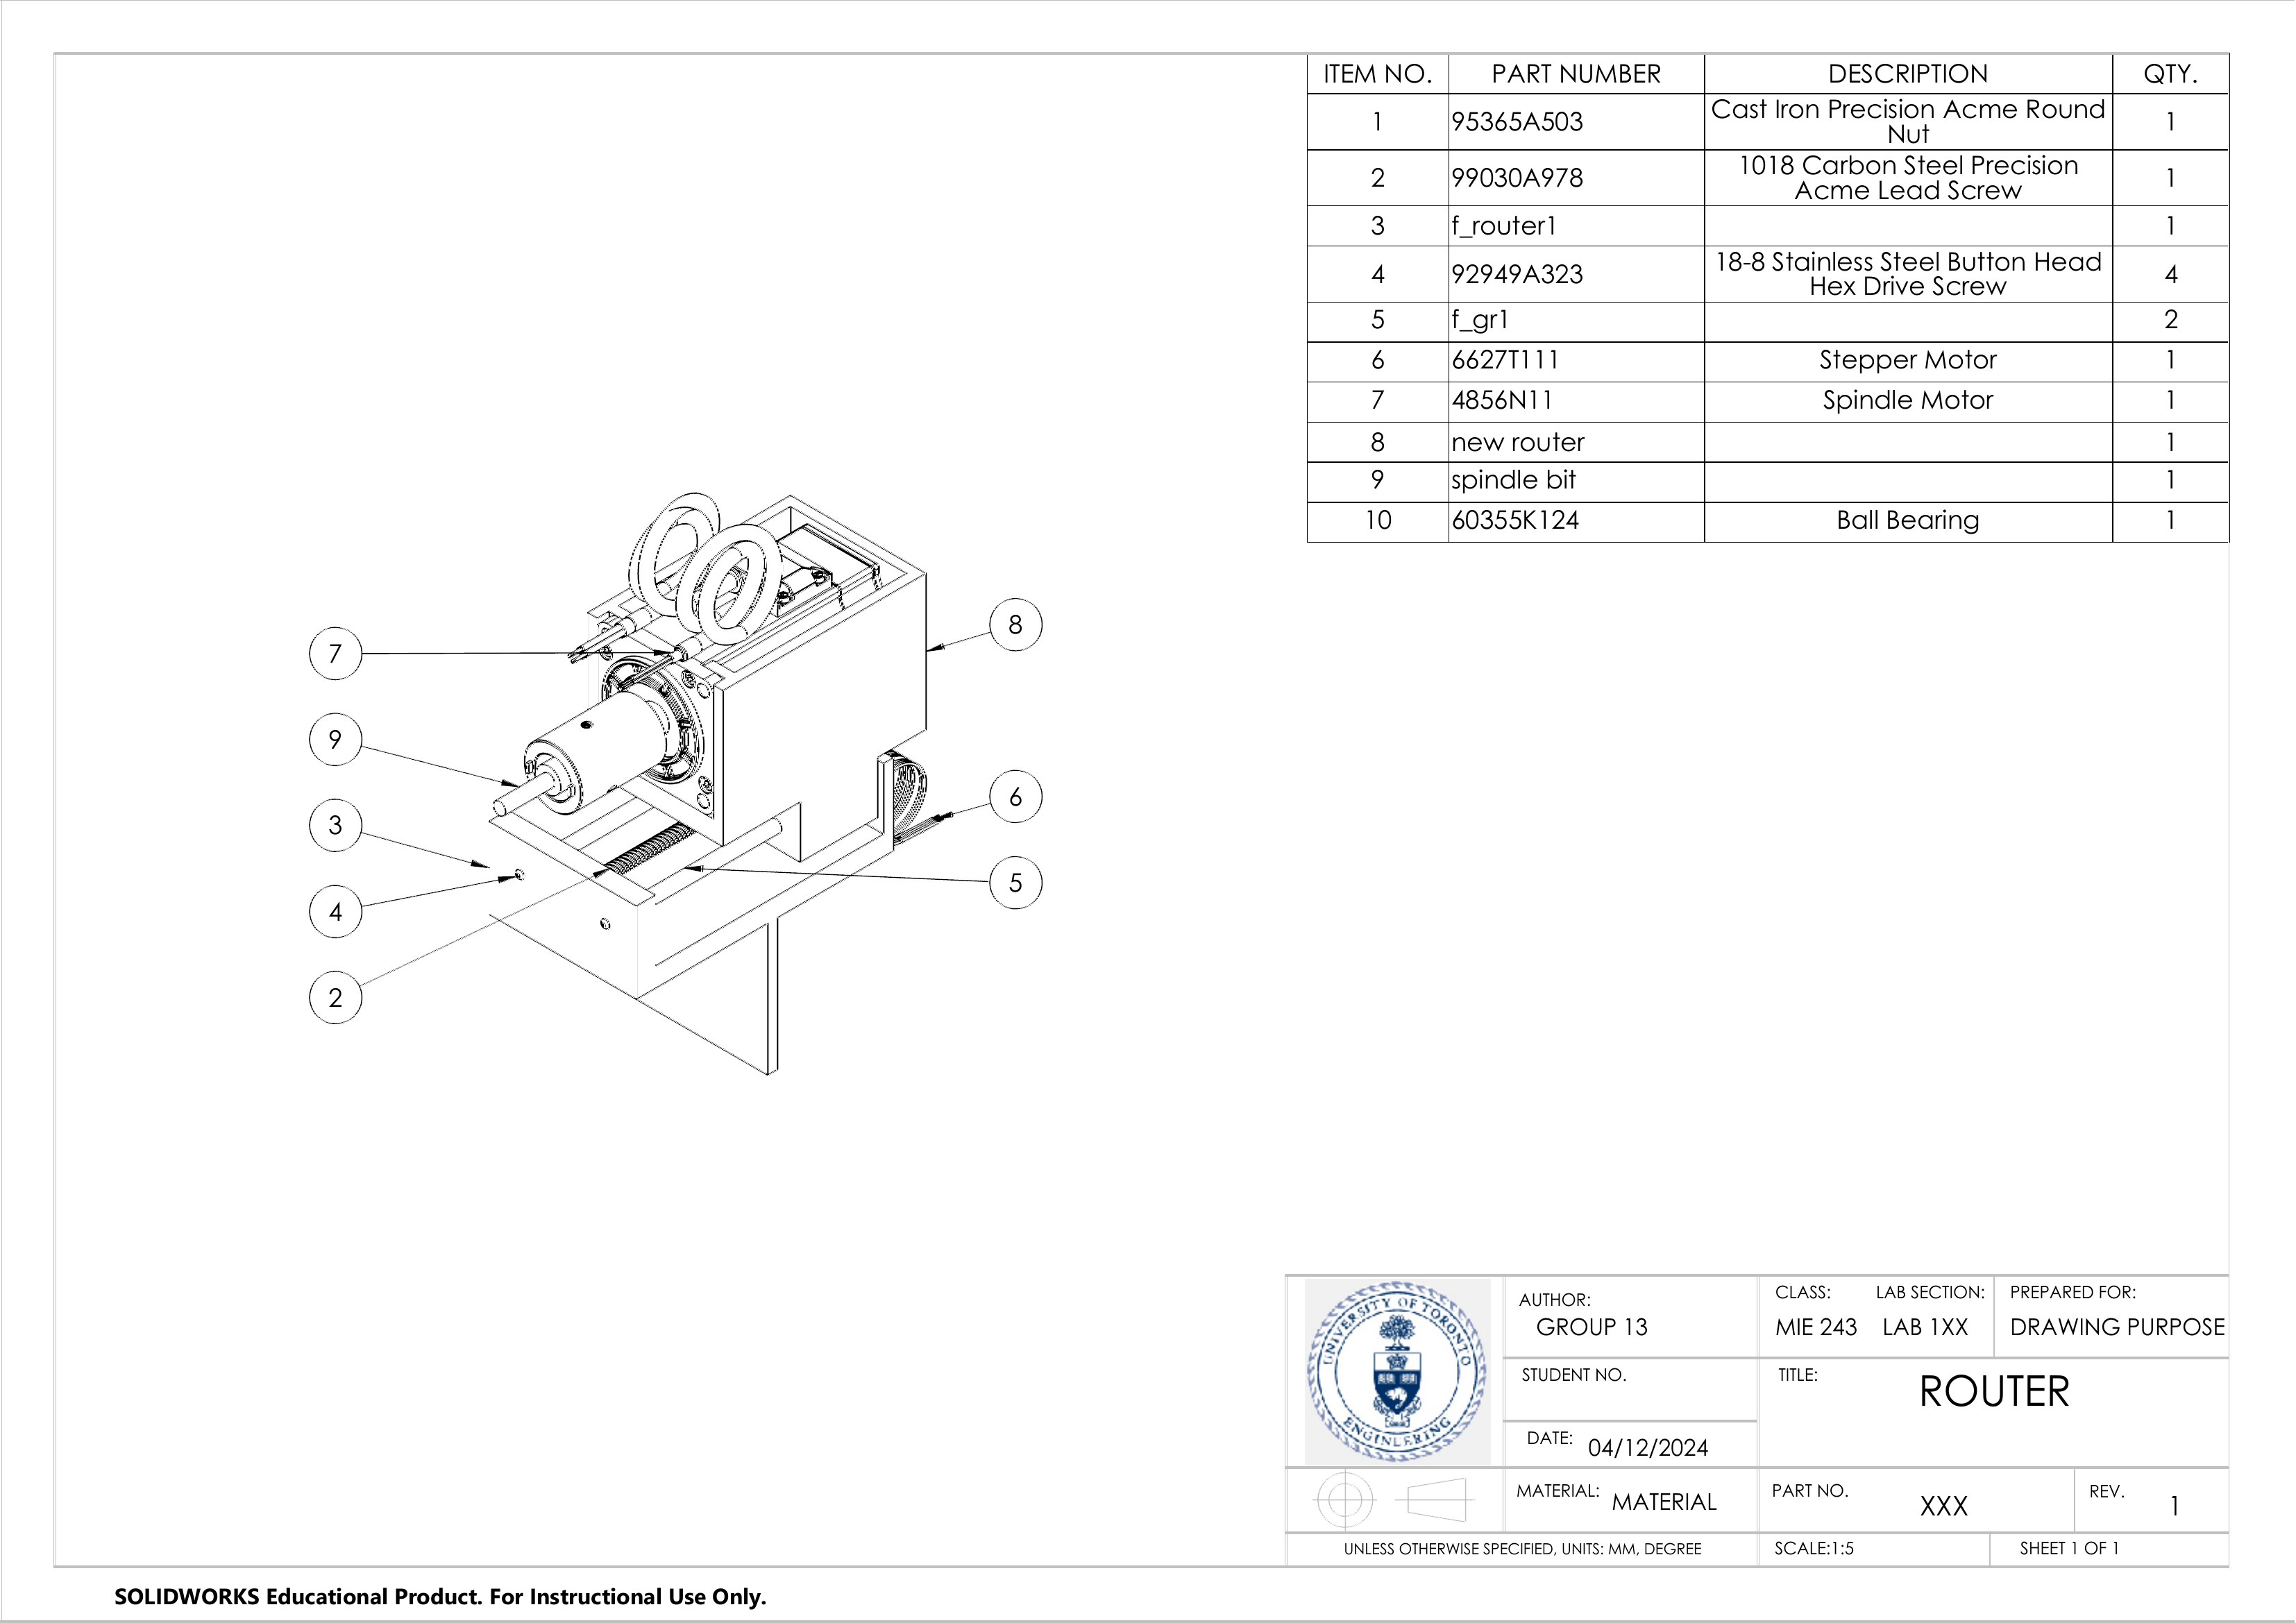 ITEM NO. PART NUMBER DESCRIPTION QTY.
1 95365A503 Cast Iron Precision Acme Round Nut 1
2 99030A978 1018 Carbon Steel Precision Acme Lead Screw 1
3 f_router1 1
4 92949A323 18-8 Stainless Steel Button Head Hex Drive Screw 4
5 f_gr1 2
6 6627T111 Stepper Motor 1
7 4856N11 Spindle Motor 1
8 new router 1
9 spindle bit 1
10 60355K124 Ball Bearing 1
8
7
9
6
3
5
4
2
UNIVERSITY OF TORONTO
ENGINEERING
AUTHOR:
GROUP 13
CLASS: LAB SECTION: PREPARED FOR:
MIE 243 LAB 1XX DRAWING PURPOSE
STUDENT NO.
TITLE:
ROUTER
DATE: 04/12/2024
MATERIAL: MATERIAL
PART NO.
XXX
REV.
1
UNLESS OTHERWISE SPECIFIED, UNITS: MM, DEGREE
SCALE:1:5
SHEET 1 OF 1
SOLIDWORKS Educational Product. For Instructional Use Only.